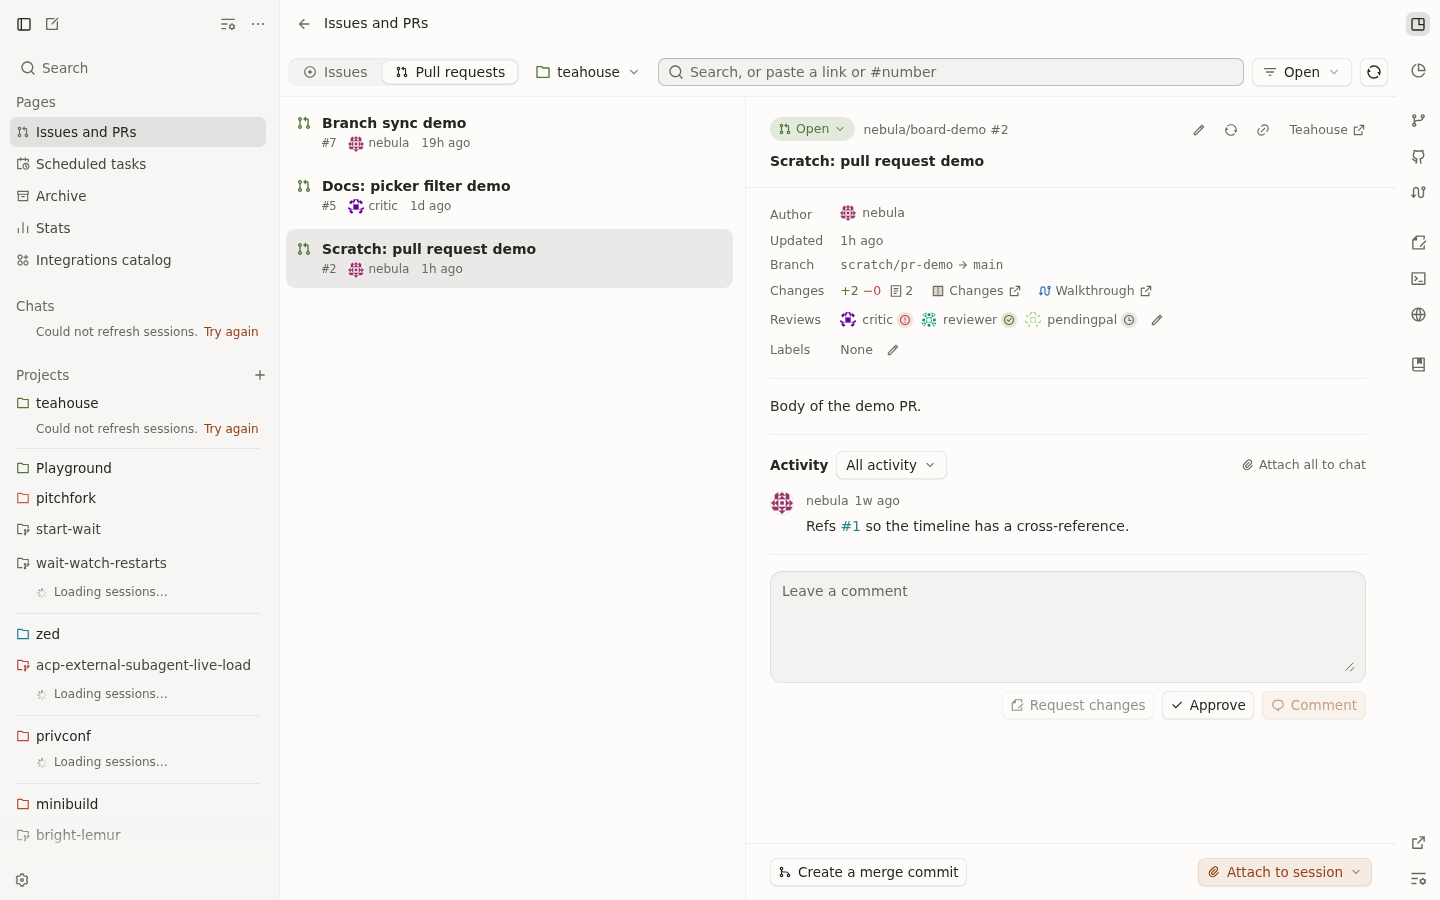 Search
Pages
Issues and PRs
Scheduled tasks
Archive
Stats
Integrations catalog
Chats
Could not refresh sessions. Try again
Projects
teahouse
Could not refresh sessions. Try again
Playground
pitchfork
start-wait
wait-watch-restarts
Loading sessions...
zed
acp-external-subagent-live-load
Loading sessions...
privconf
Loading sessions...
minibuild
bright-lemur
Issues and PRs
Issues
Pull requests
teahouse
Search, or paste a link or #number
Open
Branch sync demo
#7 nebula 19h ago
Docs: picker filter demo
#5 critic 1d ago
Scratch: pull request demo
#2 nebula 1h ago
Open nebula/board-demo #2 Teahouse
Scratch: pull request demo
Author nebula
Updated 1h ago
Branch scratch/pr-demo → main
Changes +2 −0 2 Changes Walkthrough
Reviews critic reviewer pendingpal
Labels None
Body of the demo PR.
Activity All activity Attach all to chat
nebula 1w ago
Refs #1 so the timeline has a cross-reference.
Leave a comment
Request changes Approve Comment
Create a merge commit Attach to session